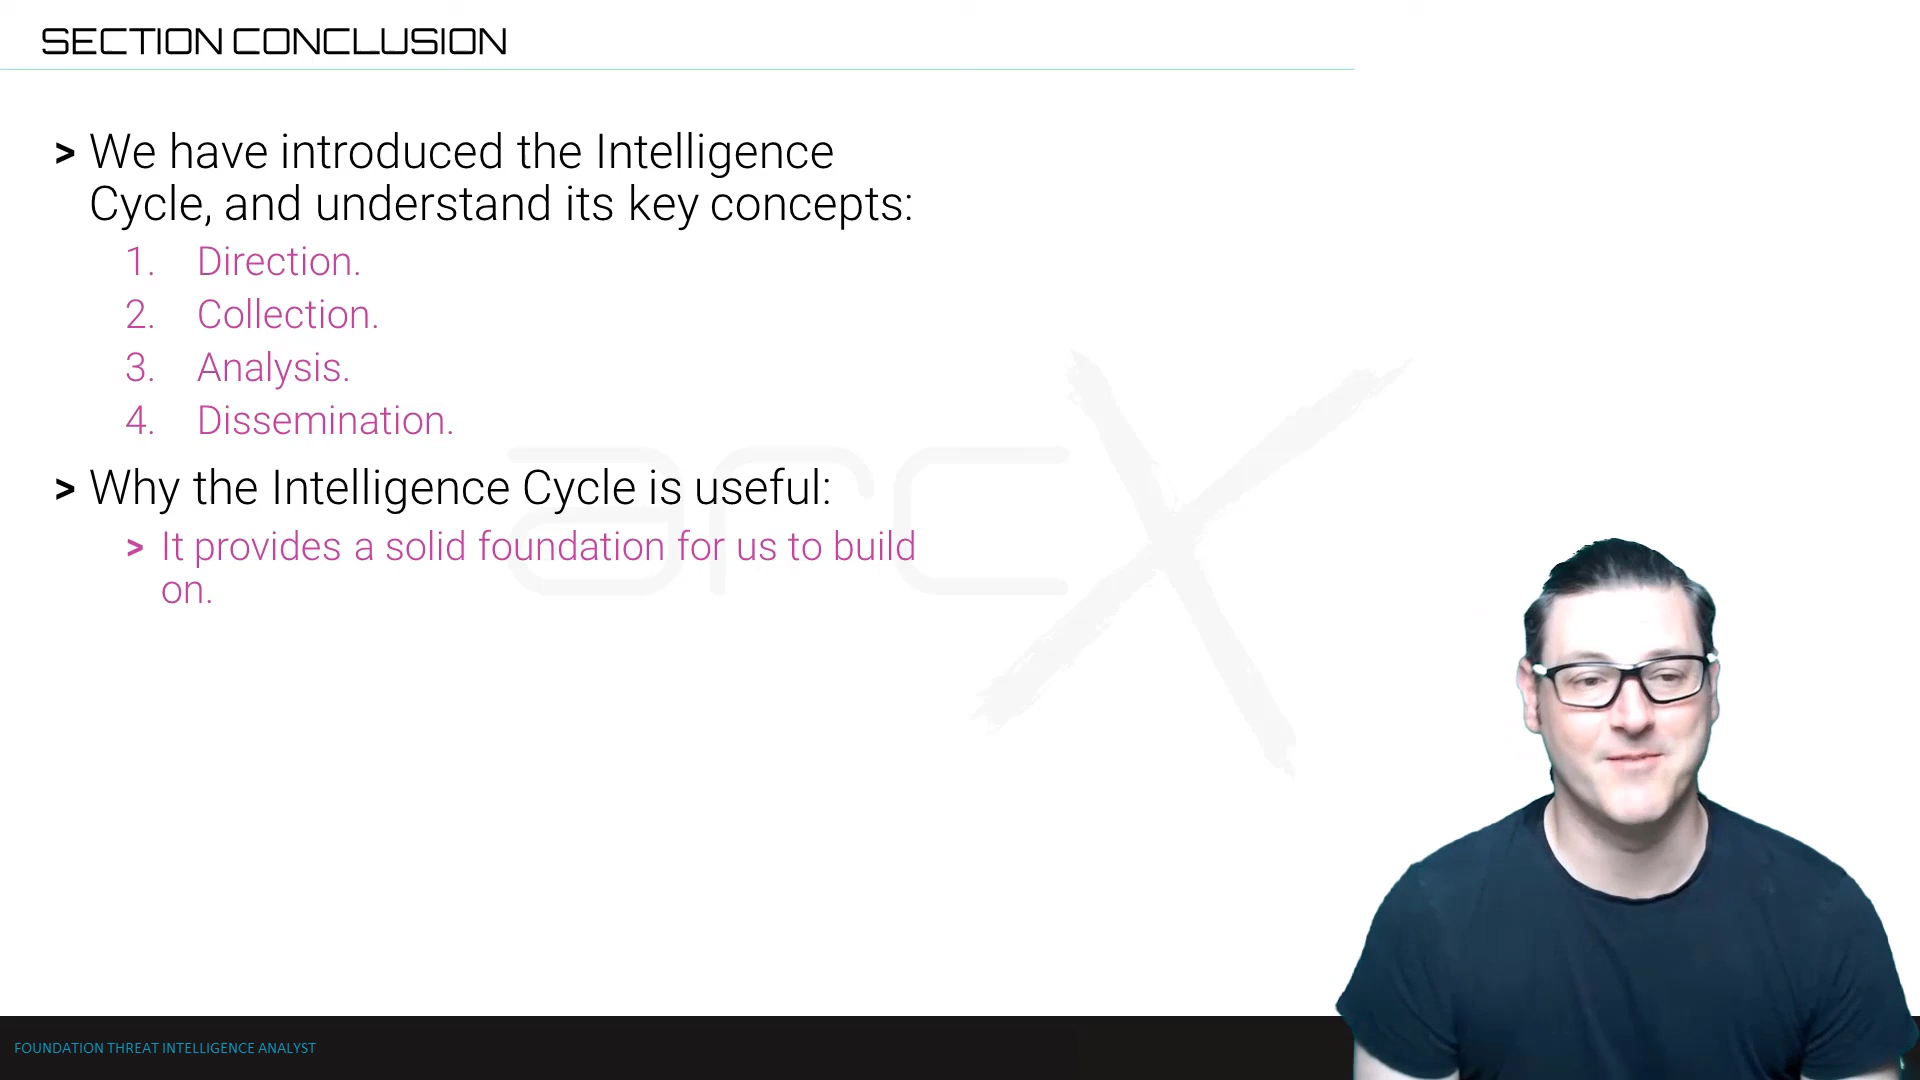 SECTION CONCLUSION
> We have introduced the Intelligence
Cycle, and understand its key concepts:
1. Direction.
2. Collection.
3. Analysis.
4. Dissemination.
> Why the Intelligence Cycle is useful:
> It provides a solid foundation for us to build
on.
arcX
FOUNDATION THREAT INTELLIGENCE ANALYST